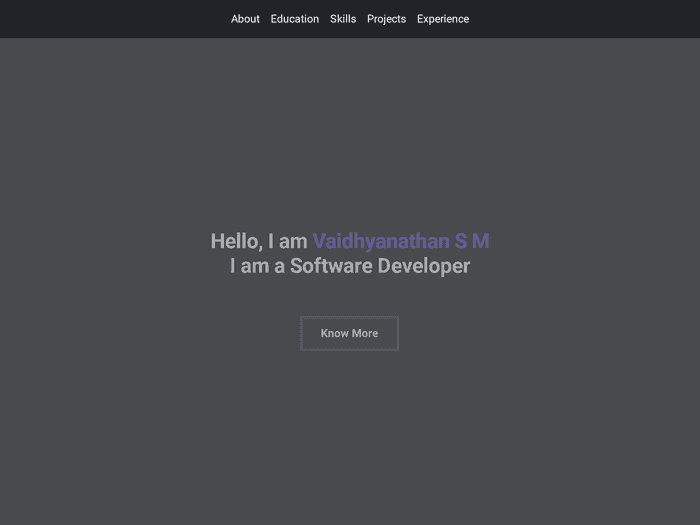 About Education Skills Projects Experience
Hello, I am Vaidhyanathan S M
I am a Software Developer
Know More